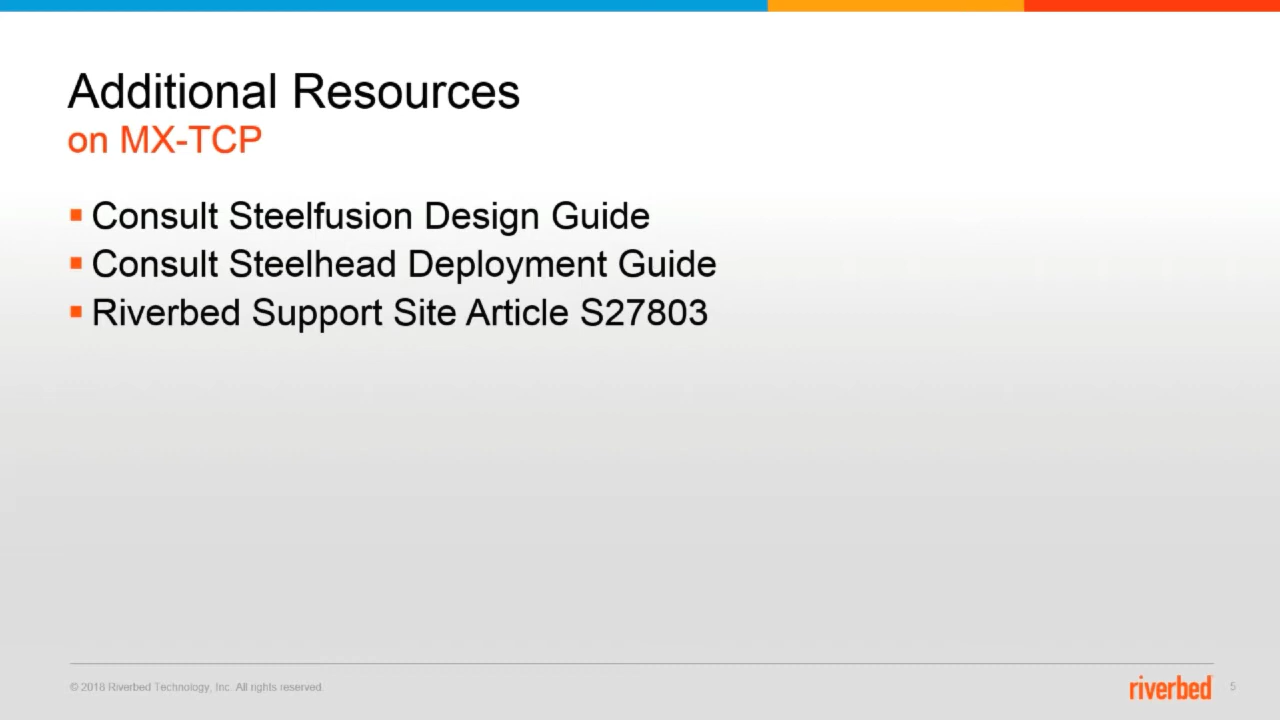 Additional Resources
on MX-TCP
Consult Steelfusion Design Guide
Consult Steelhead Deployment Guide
Riverbed Support Site Article S27803
© 2018 Riverbed Technology, Inc. All rights reserved.
riverbed
5